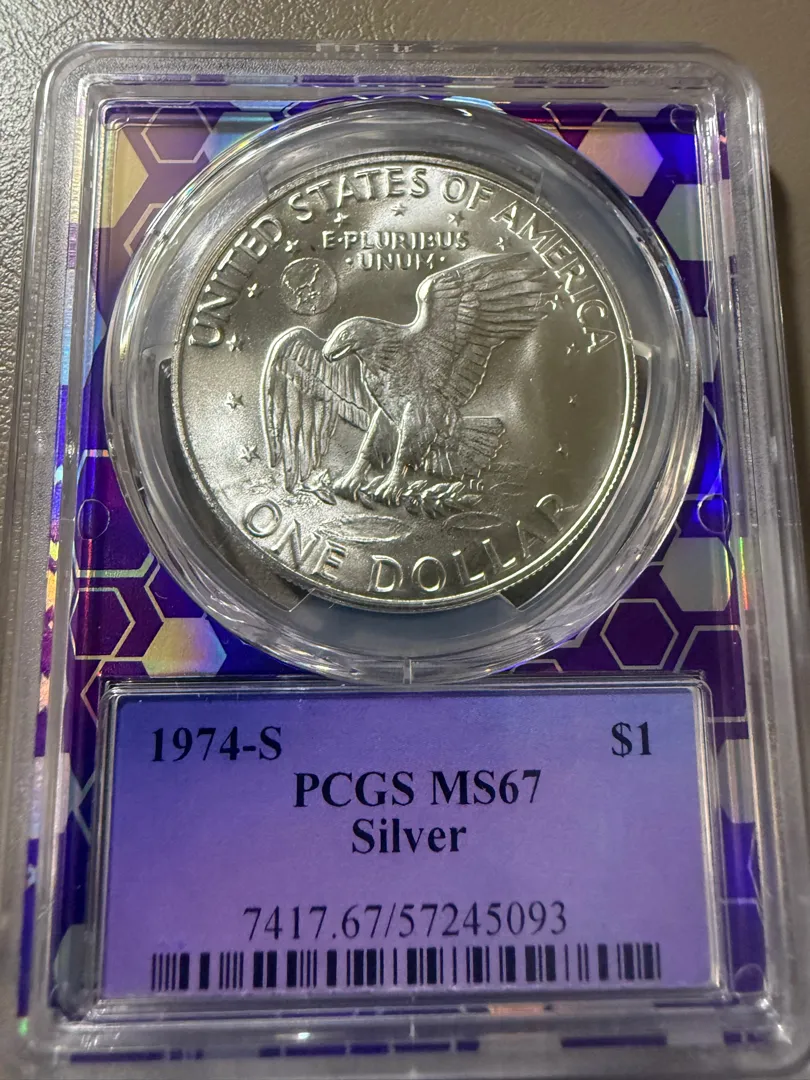 UNITED STATES OF AMERICA
E·PLURIBUS
·UNUM·
ONE DOLLAR
1974-S $1
PCGS MS67
Silver
7417.67/57245093